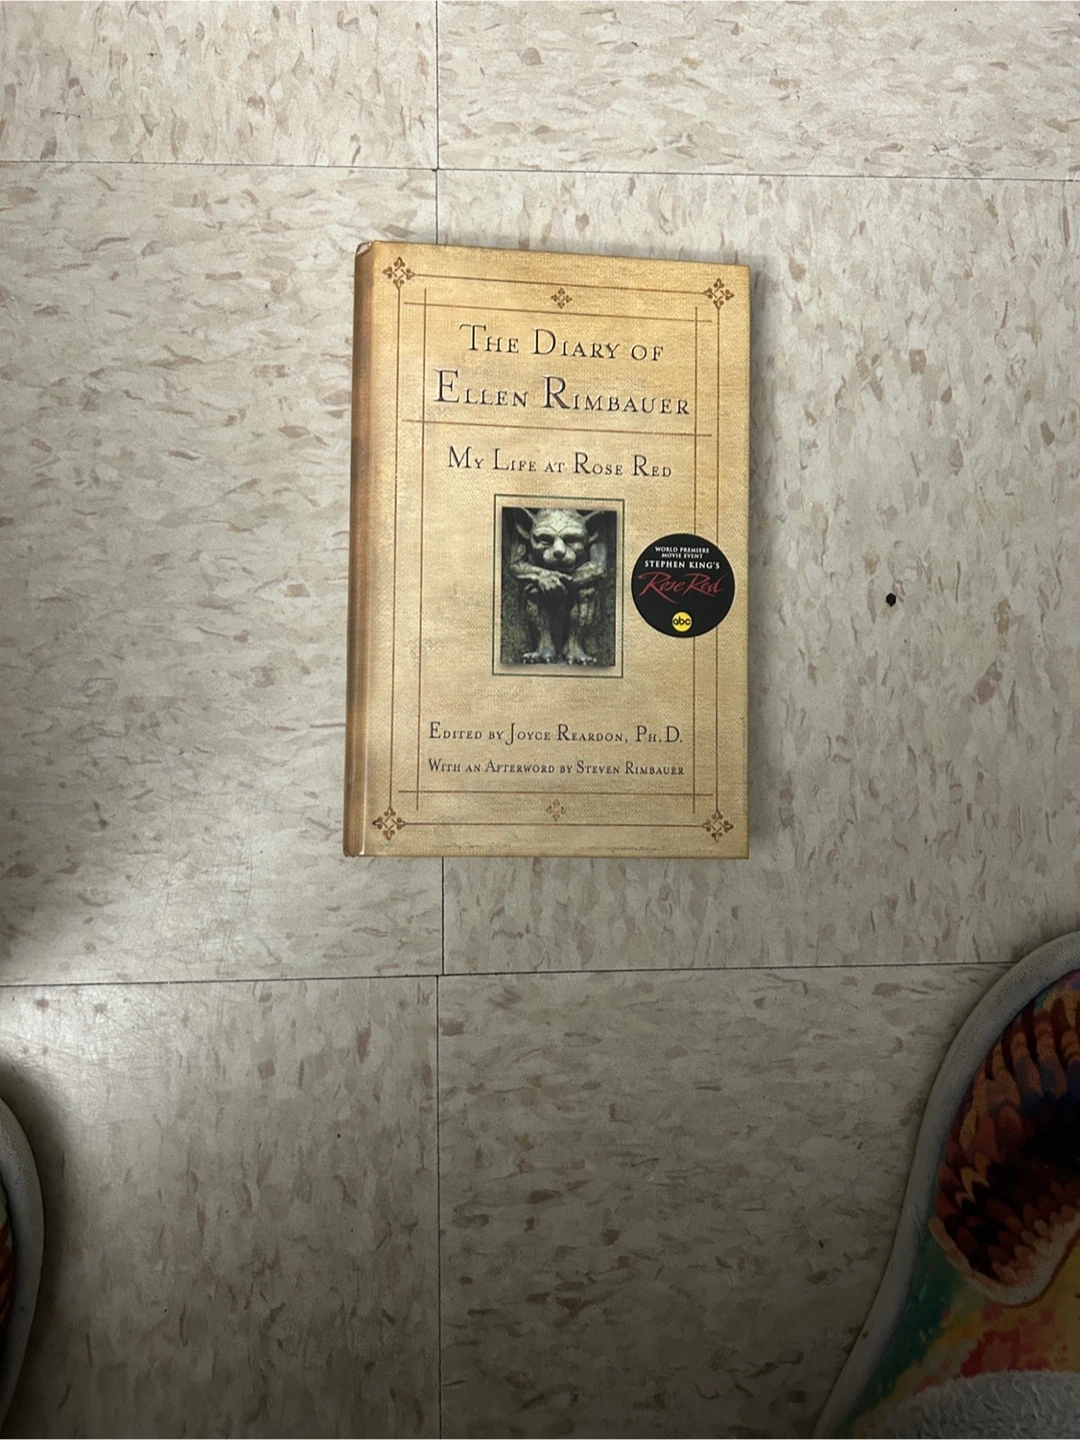 The Diary of
Ellen Rimbauer
My Life at Rose Red
WORLD PREMIERE
MOVIE EVENT
STEPHEN KING'S
Rose Red
abc
Edited by Joyce Reardon, Ph.D.
With an Afterword by Steven Rimbauer